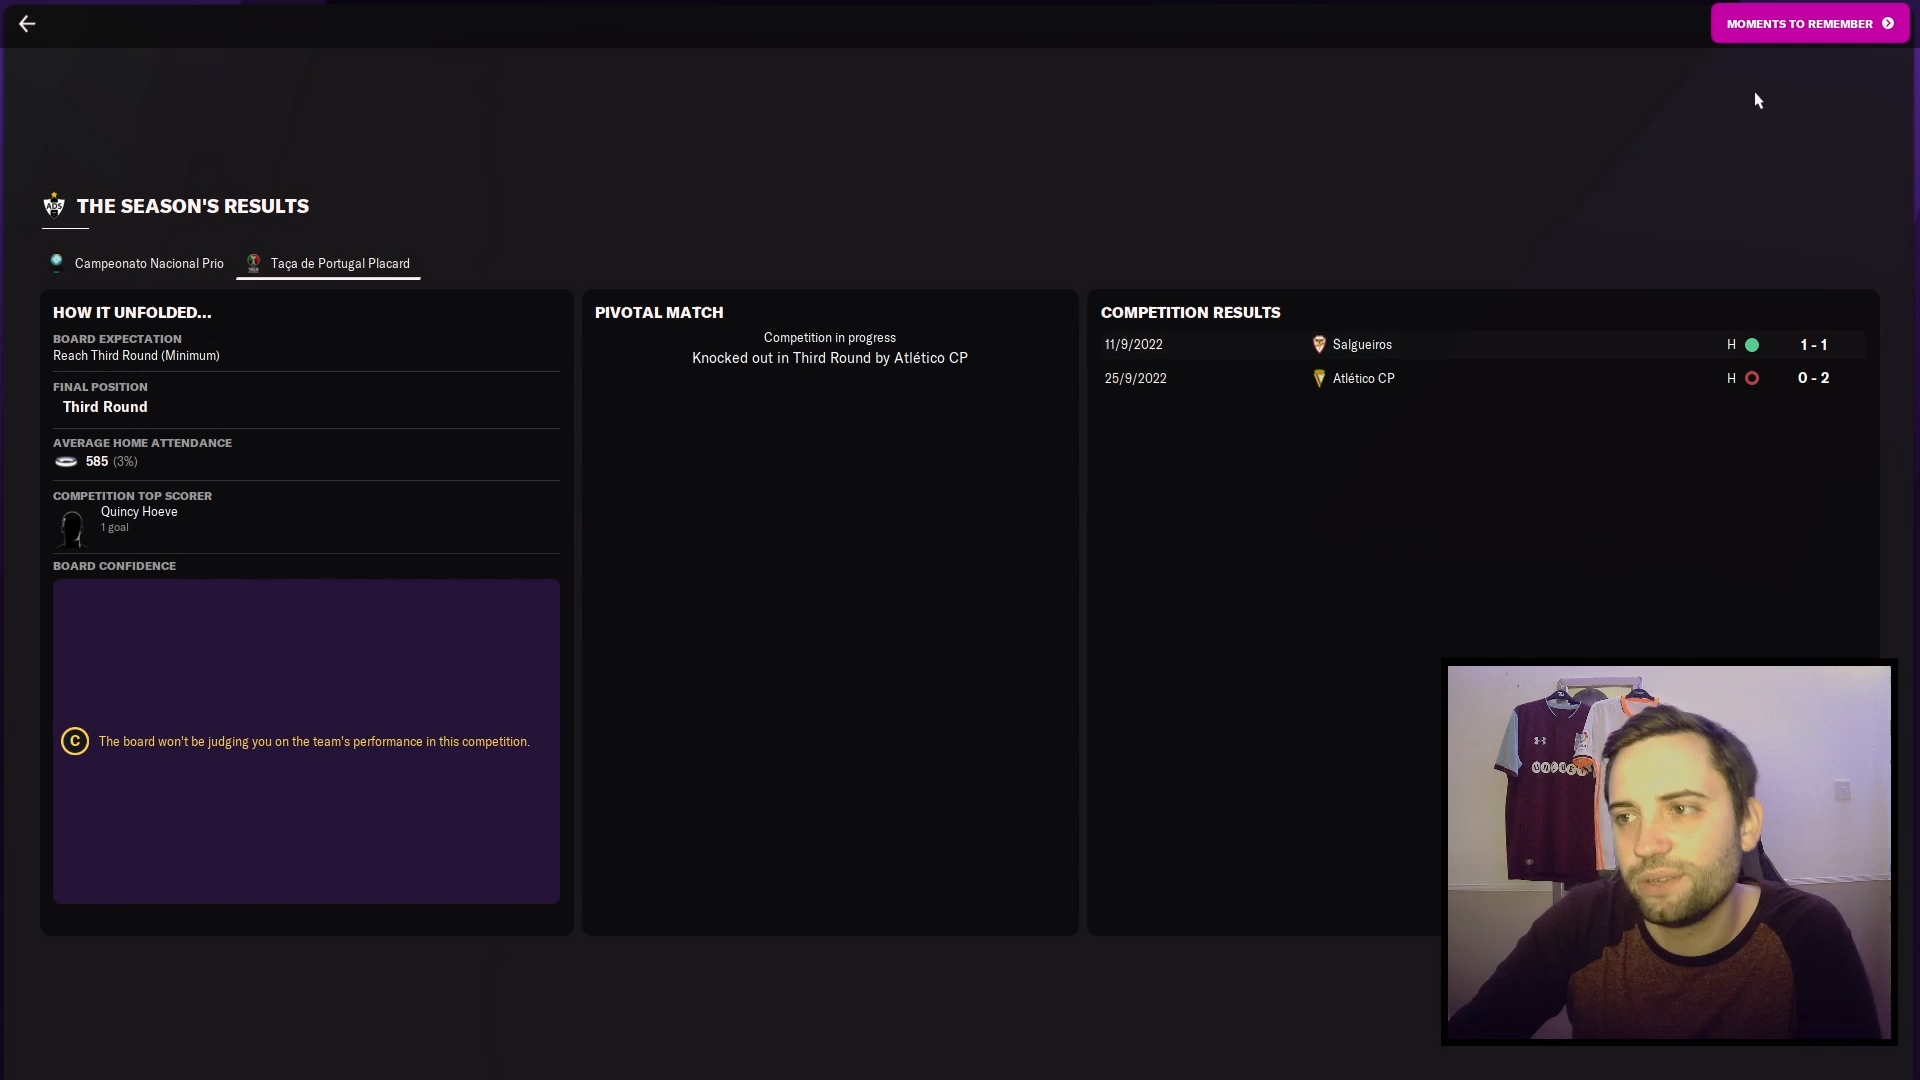 MOMENTS TO REMEMBER
ADS
THE SEASON'S RESULTS
Campeonato Nacional Prio
Taça de Portugal Placard
HOW IT UNFOLDED...
BOARD EXPECTATION
Reach Third Round (Minimum)
FINAL POSITION
Third Round
AVERAGE HOME ATTENDANCE
585 (3%)
COMPETITION TOP SCORER
Quincy Hoeve
1 goal
BOARD CONFIDENCE
C The board won't be judging you on the team's performance in this competition.
PIVOTAL MATCH
Competition in progress
Knocked out in Third Round by Atlético CP
COMPETITION RESULTS
11/9/2022 Salgueiros H 1 - 1
25/9/2022 Atlético CP H 0 - 2